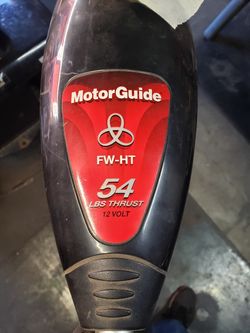 MotorGuide
FW-HT
54
LBS THRUST
12 VOLT